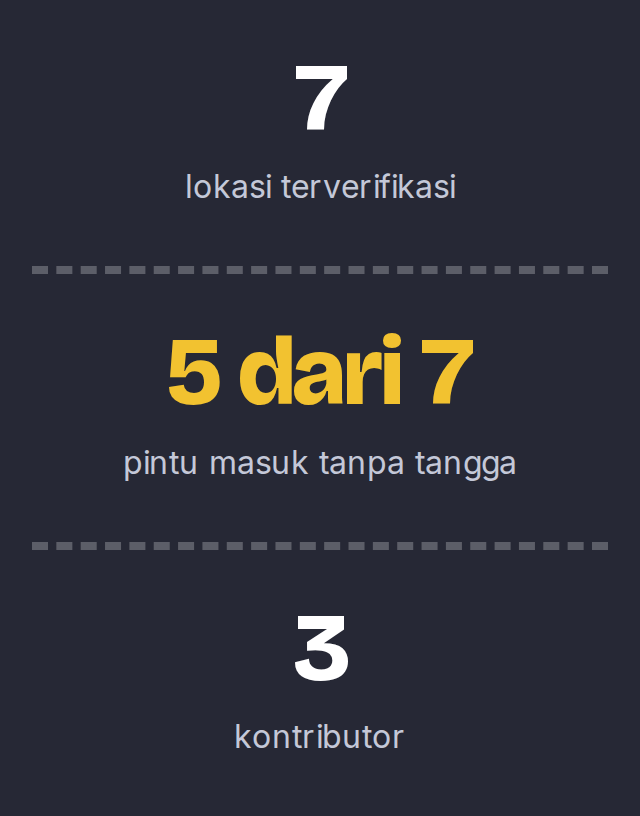 7
lokasi terverifikasi
5 dari 7
pintu masuk tanpa tangga
3
kontributor